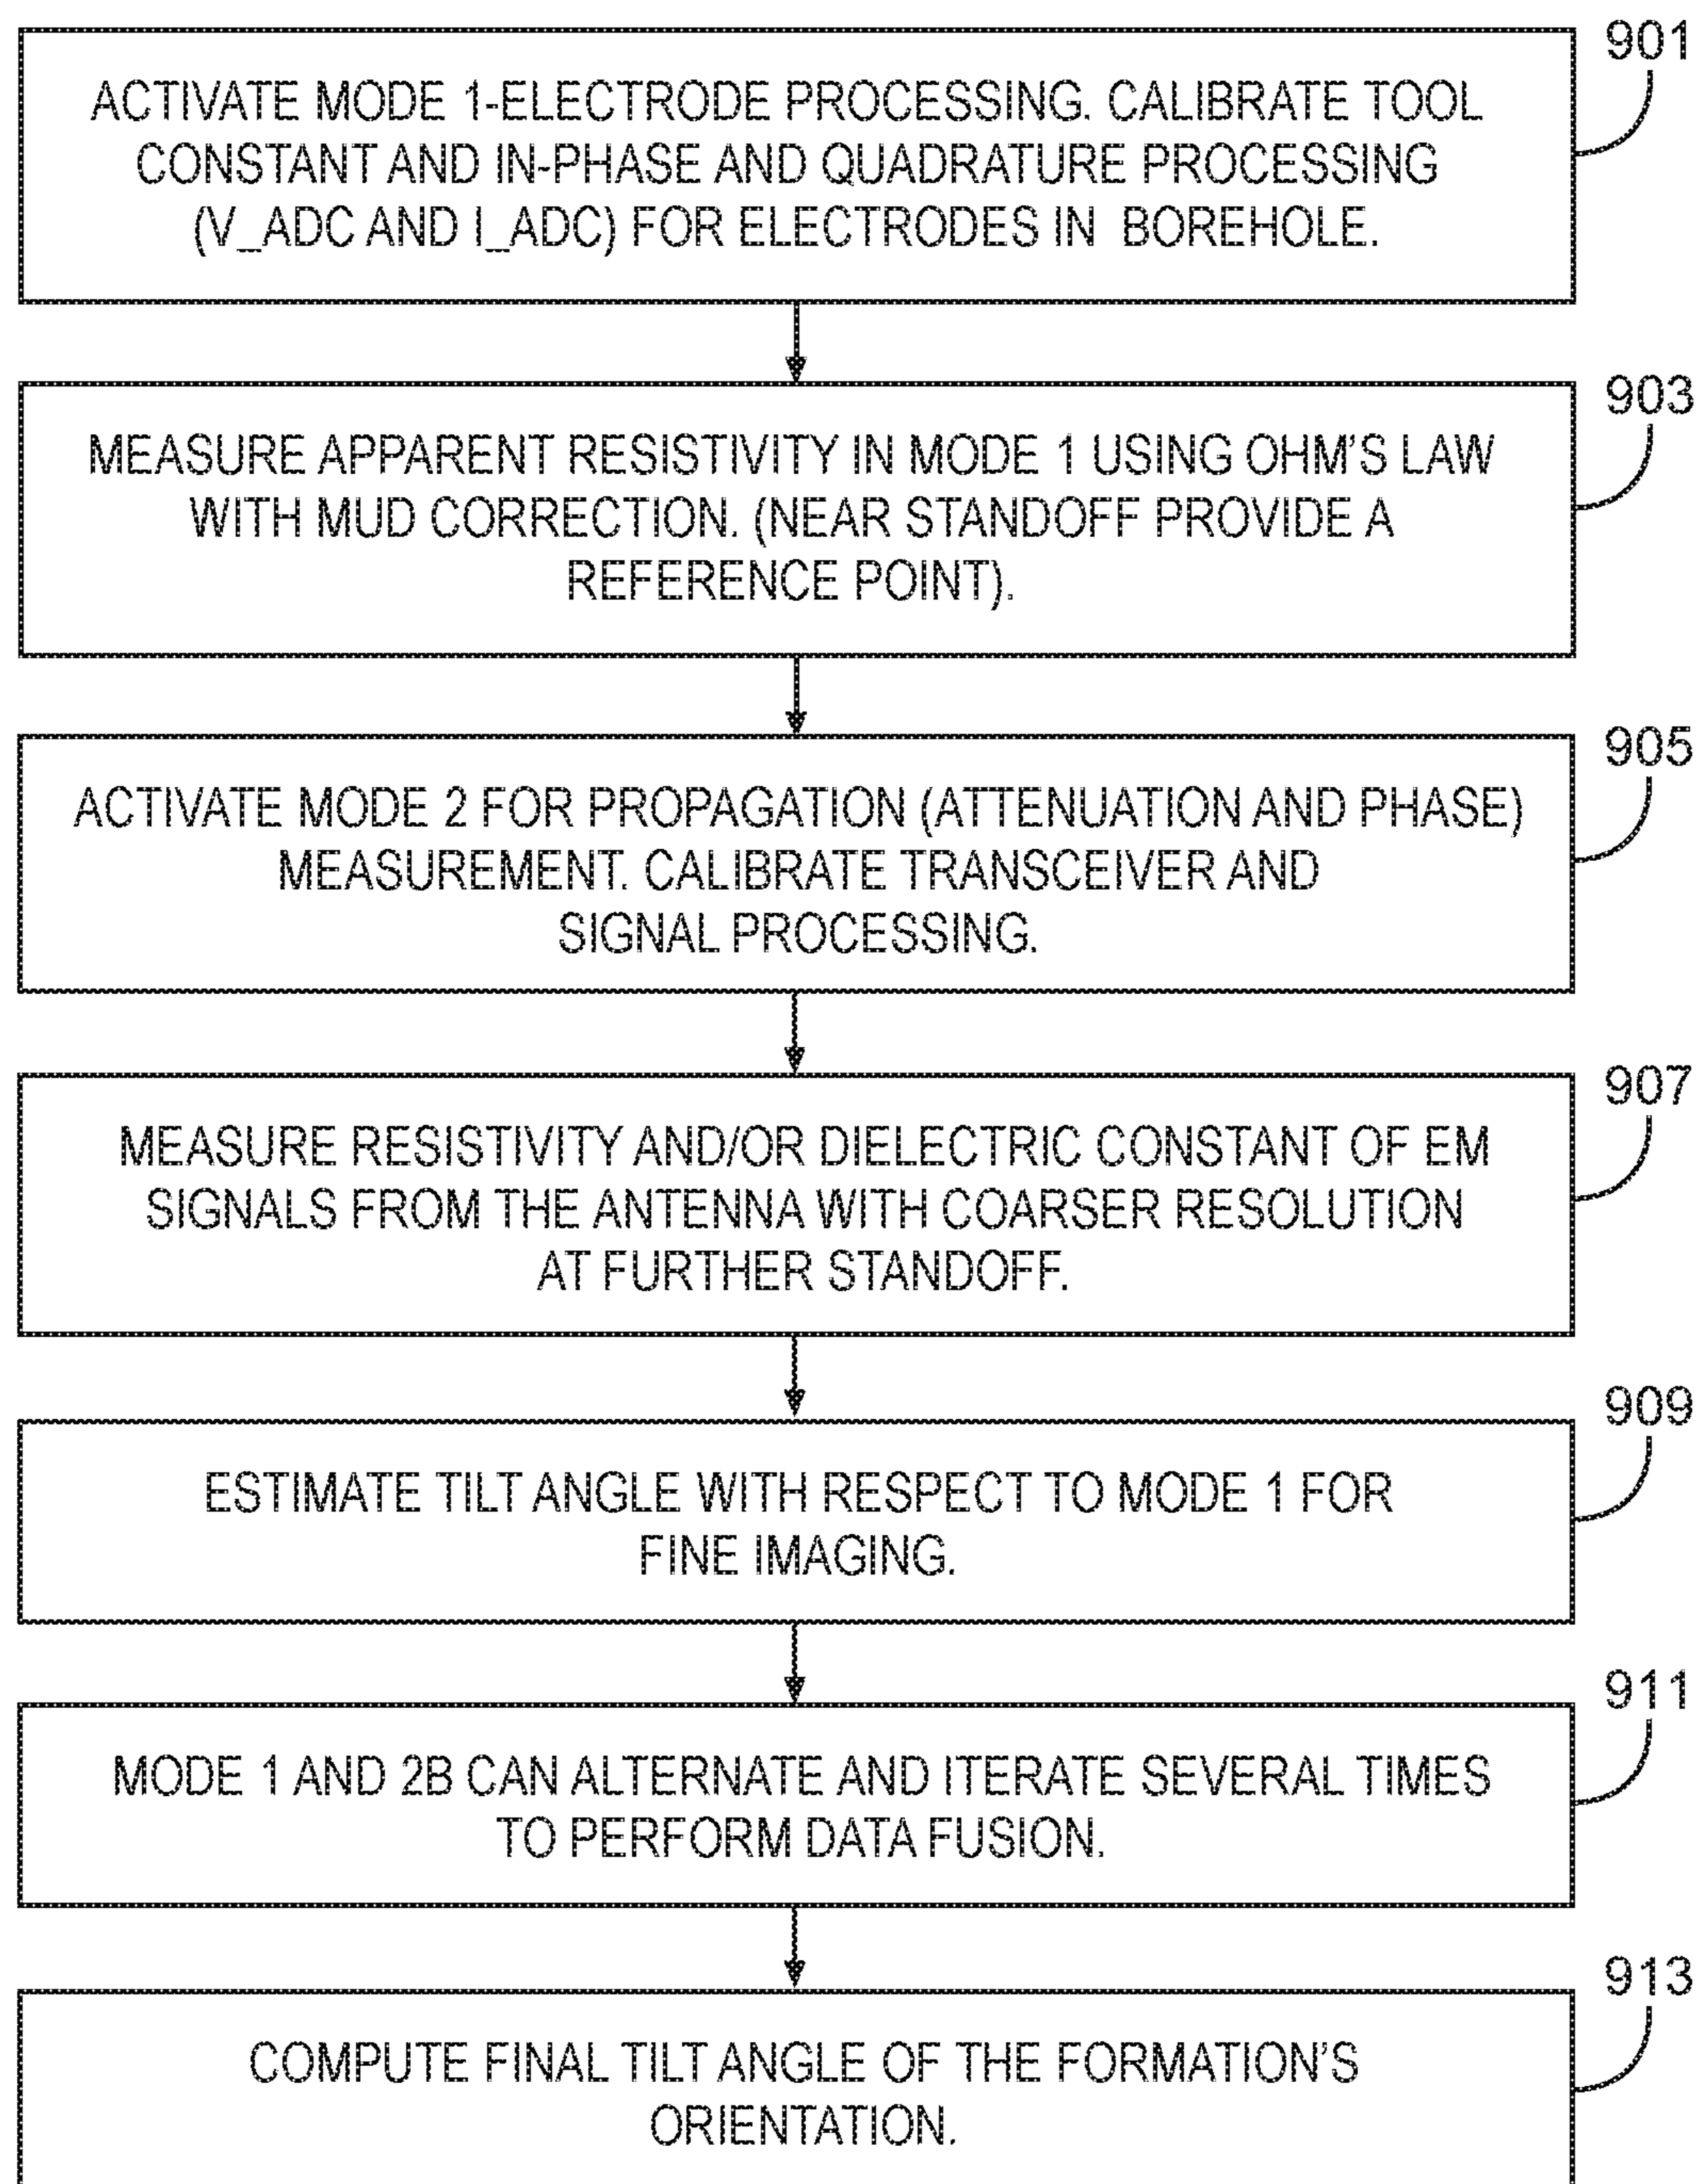 901
ACTIVATE MODE 1-ELECTRODE PROCESSING. CALIBRATE TOOL
CONSTANT AND IN-PHASE AND QUADRATURE PROCESSING
(V_ADC AND I_ADC) FOR ELECTRODES IN BOREHOLE.
903
MEASURE APPARENT RESISTIVITY IN MODE 1 USING OHM'S LAW
WITH MUD CORRECTION. (NEAR STANDOFF PROVIDE A
REFERENCE POINT).
905
ACTIVATE MODE 2 FOR PROPAGATION (ATTENUATION AND PHASE)
MEASUREMENT. CALIBRATE TRANSCEIVER AND
SIGNAL PROCESSING.
907
MEASURE RESISTIVITY AND/OR DIELECTRIC CONSTANT OF EM
SIGNALS FROM THE ANTENNA WITH COARSER RESOLUTION
AT FURTHER STANDOFF.
909
ESTIMATE TILT ANGLE WITH RESPECT TO MODE 1 FOR
FINE IMAGING.
911
MODE 1 AND 2B CAN ALTERNATE AND ITERATE SEVERAL TIMES
TO PERFORM DATA FUSION.
913
COMPUTE FINAL TILT ANGLE OF THE FORMATION'S
ORIENTATION.